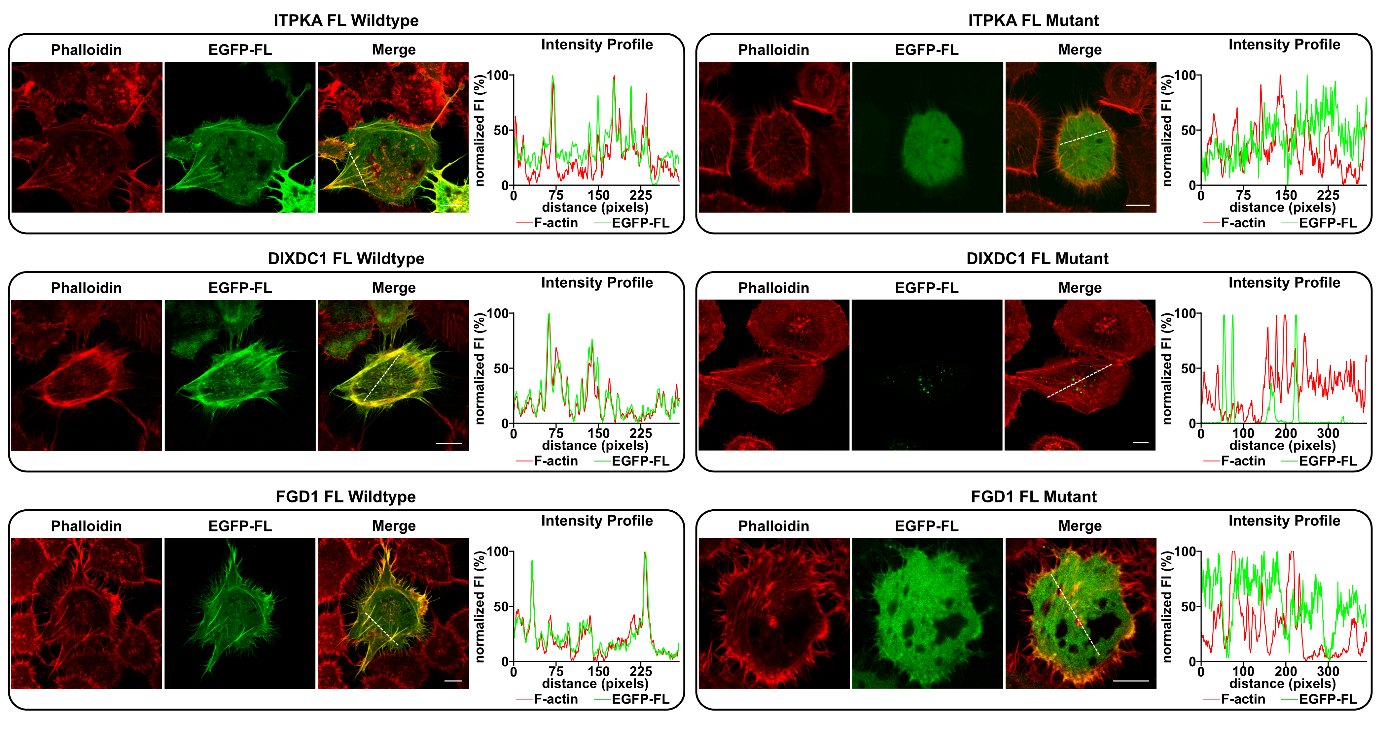 ITPKA FL Wildtype
Phalloidin EGFP-FL Merge Intensity Profile
normalized FI (%)
100
50
0
0 75 150 225
distance (pixels)
F-actin EGFP-FL
ITPKA FL Mutant
Phalloidin EGFP-FL Merge Intensity Profile
normalized FI (%)
100
50
0
0 75 150 225
distance (pixels)
F-actin EGFP-FL
DIXDC1 FL Wildtype
Phalloidin EGFP-FL Merge Intensity Profile
normalized FI (%)
100
50
0
0 75 150 225
distance (pixels)
F-actin EGFP-FL
DIXDC1 FL Mutant
Phalloidin EGFP-FL Merge Intensity Profile
normalized FI (%)
100
50
0
0 100 200 300
distance (pixels)
F-actin EGFP-FL
FGD1 FL Wildtype
Phalloidin EGFP-FL Merge Intensity Profile
normalized FI (%)
100
50
0
0 75 150 225
distance (pixels)
F-actin EGFP-FL
FGD1 FL Mutant
Phalloidin EGFP-FL Merge Intensity Profile
normalized FI (%)
100
50
0
0 100 200 300
distance (pixels)
F-actin EGFP-FL